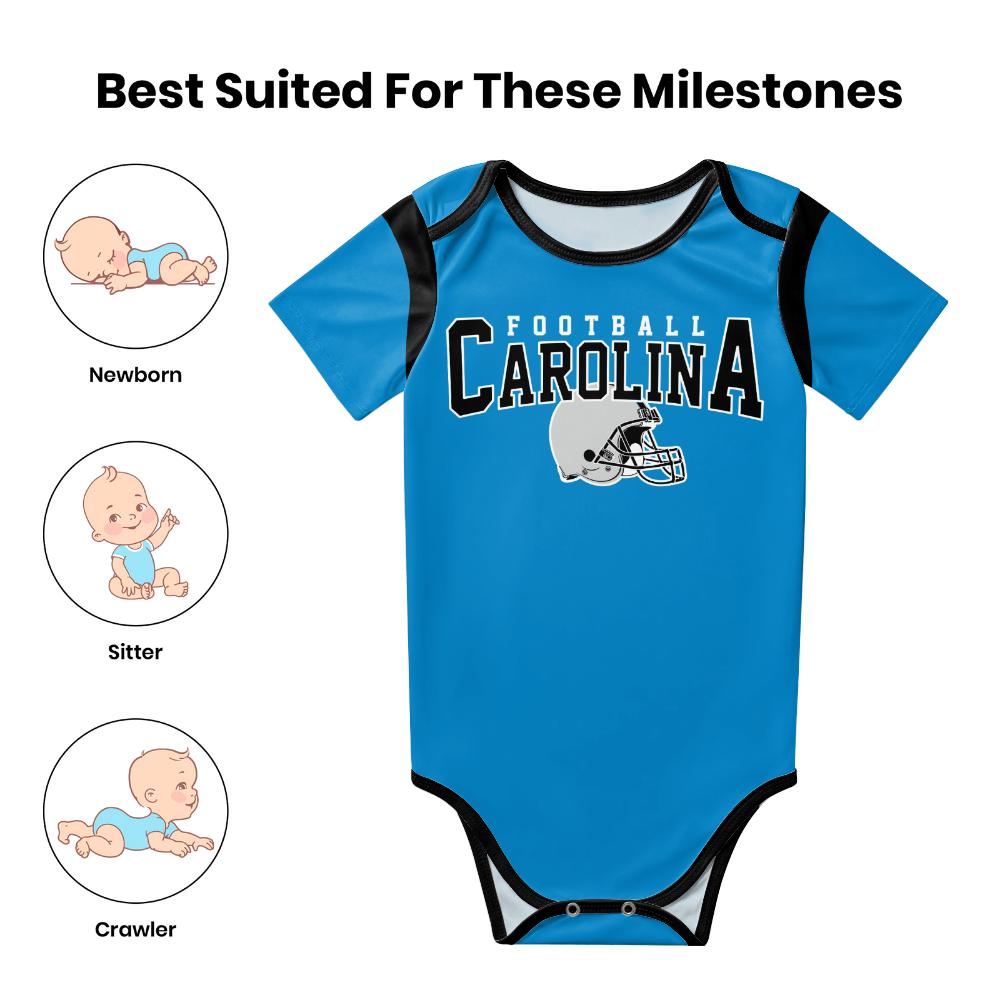 Best Suited For These Milestones
Newborn
Sitter
Crawler
FOOTBALL
CAROLINA